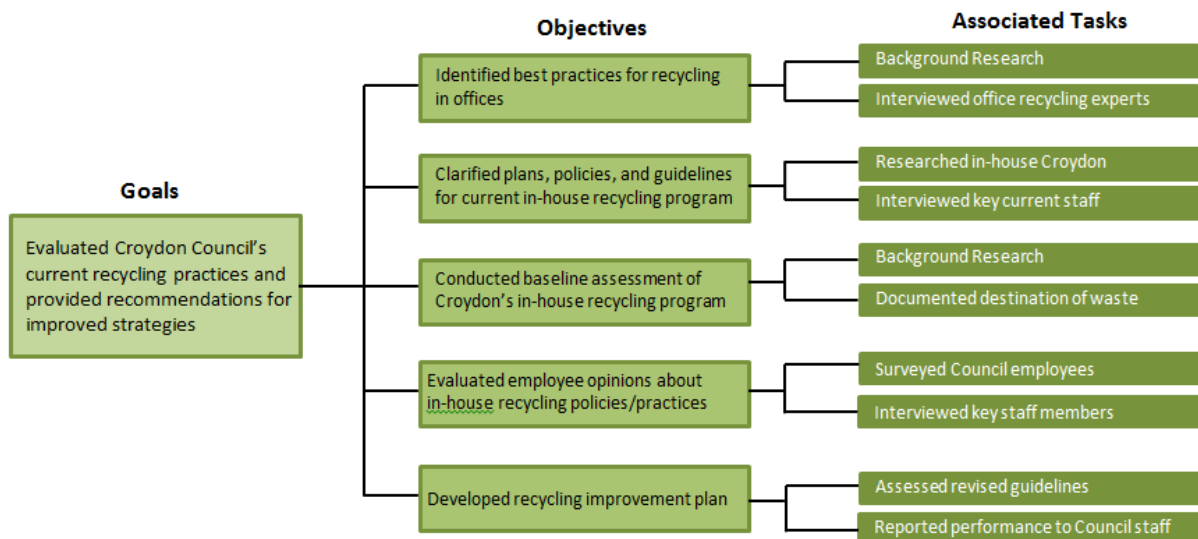 Goals
Evaluated Croydon Council's
current recycling practices and
provided recommendations for
improved strategies
Objectives
Identified best practices for recycling
in offices
Clarified plans, policies, and guidelines
for current in-house recycling program
Conducted baseline assessment of
Croydon's in-house recycling program
Evaluated employee opinions about
in-house recycling policies/practices
Developed recycling improvement plan
Associated Tasks
Background Research
Interviewed office recycling experts
Researched in-house Croydon
Interviewed key current staff
Background Research
Documented destination of waste
Surveyed Council employees
Interviewed key staff members
Assessed revised guidelines
Reported performance to Council staff